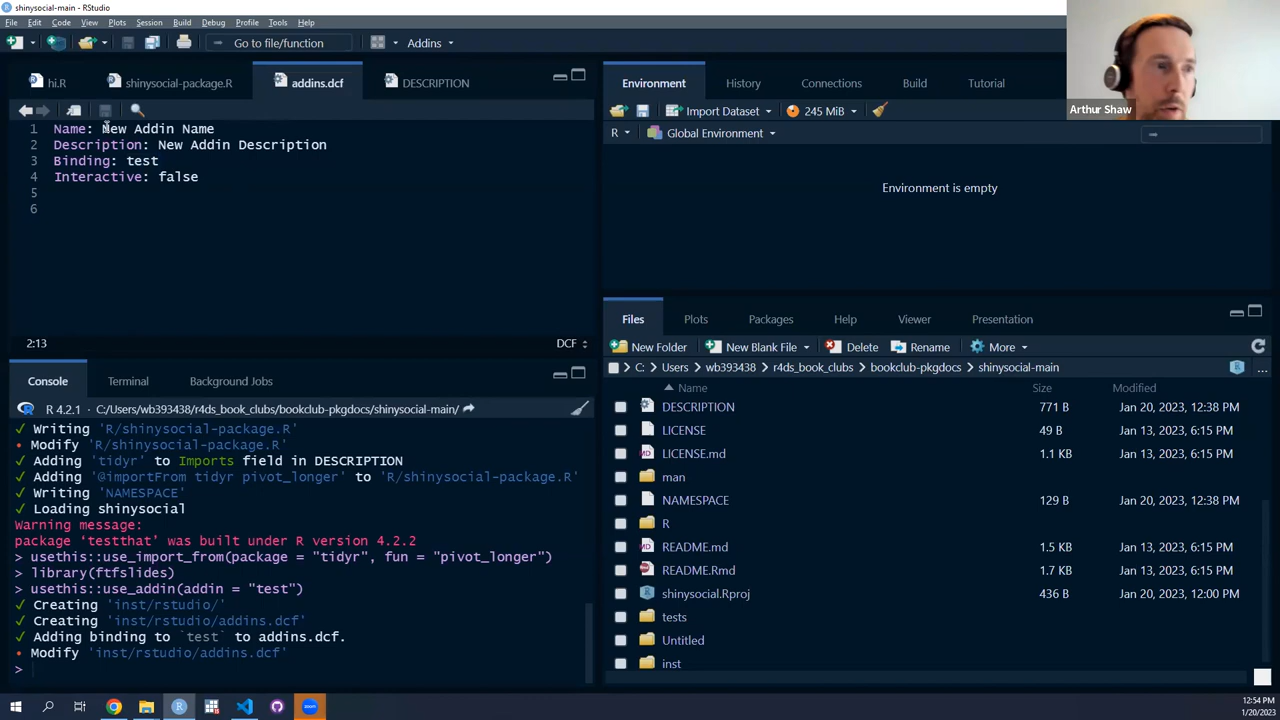 shinysocial-main - RStudio
File Edit Code View Plots Session Build Debug Profile Tools Help
Go to file/function Addins
hi.R shinysocial-package.R addins.dcf DESCRIPTION
1 Name: New Addin Name
2 Description: New Addin Description
3 Binding: test
4 Interactive: false
5
6
2:13 DCF
Console Terminal Background Jobs
R 4.2.1 · C:/Users/wb393438/r4ds_book_clubs/bookclub-pkgdocs/shinysocial-main/
✓ Writing 'R/shinysocial-package.R'
• Modify 'R/shinysocial-package.R'
✓ Adding 'tidyr' to Imports field in DESCRIPTION
✓ Adding '@importFrom tidyr pivot_longer' to 'R/shinysocial-package.R'
✓ Writing 'NAMESPACE'
✓ Loading shinysocial
Warning message:
package ‘testthat’ was built under R version 4.2.2
> usethis::use_import_from(package = "tidyr", fun = "pivot_longer")
> library(ftfslides)
> usethis::use_addin(addin = "test")
✓ Creating 'inst/rstudio/'
✓ Creating 'inst/rstudio/addins.dcf'
✓ Adding binding to `test` to addins.dcf.
• Modify 'inst/rstudio/addins.dcf'
>
Arthur Shaw
Environment History Connections Build Tutorial
Import Dataset 245 MiB
R Global Environment
Environment is empty
Files Plots Packages Help Viewer Presentation
New Folder New Blank File Delete Rename More
C: Users wb393438 r4ds_book_clubs bookclub-pkgdocs shinysocial-main ...
Name Size Modified
DESCRIPTION 771 B Jan 20, 2023, 12:38 PM
LICENSE 49 B Jan 13, 2023, 6:15 PM
LICENSE.md 1.1 KB Jan 13, 2023, 6:15 PM
man
NAMESPACE 129 B Jan 20, 2023, 12:38 PM
R
README.md 1.5 KB Jan 13, 2023, 6:15 PM
README.Rmd 1.7 KB Jan 13, 2023, 6:15 PM
shinysocial.Rproj 436 B Jan 20, 2023, 12:00 PM
tests
Untitled
inst
12:54 PM
1/20/2023